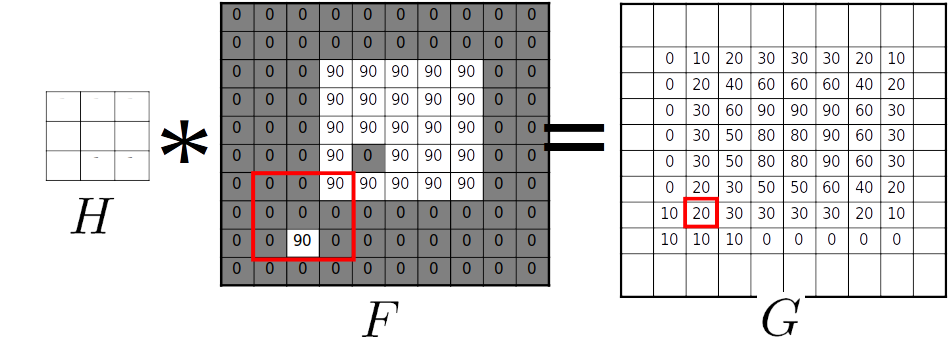 *
0 0 0 0 0 0 0 0 0 0
0 0 0 0 0 0 0 0 0 0
0 0 0 90 90 90 90 90 0 0
0 0 0 90 90 90 90 90 0 0
0 0 0 90 90 90 90 90 0 0
0 0 0 90 0 90 90 90 0 0
0 0 0 90 90 90 90 90 0 0
0 0 0 0 0 0 0 0 0 0
0 0 90 0 0 0 0 0 0 0
0 0 0 0 0 0 0 0 0 0
=
0 10 20 30 30 30 20 10
0 20 40 60 60 60 40 20
0 30 60 90 90 90 60 30
0 30 50 80 80 90 60 30
0 30 50 80 80 90 60 30
0 20 30 50 50 60 40 20
10 20 30 30 30 30 20 10
10 10 10 0 0 0 0 0
H
F
G